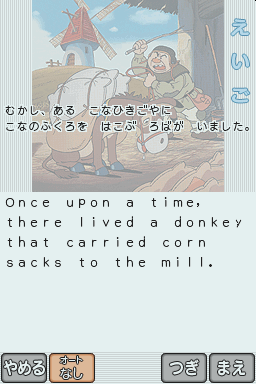 えいご
むかし、ある こなひきごやに
こなのふくろを はこぶ ろばが いました。
Once upon a time,
there lived a donkey
that carried corn
sacks to the mill.
やめる
オート
なし
つぎ
まえ